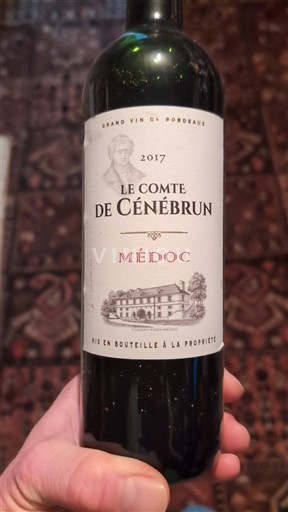 GRAND VIN DE BORDEAUX
2017
LE COMTE
DE CÉNÉBRUN
MÉDOC
MIS EN BOUTEILLE À LA PROPRIÉTÉ